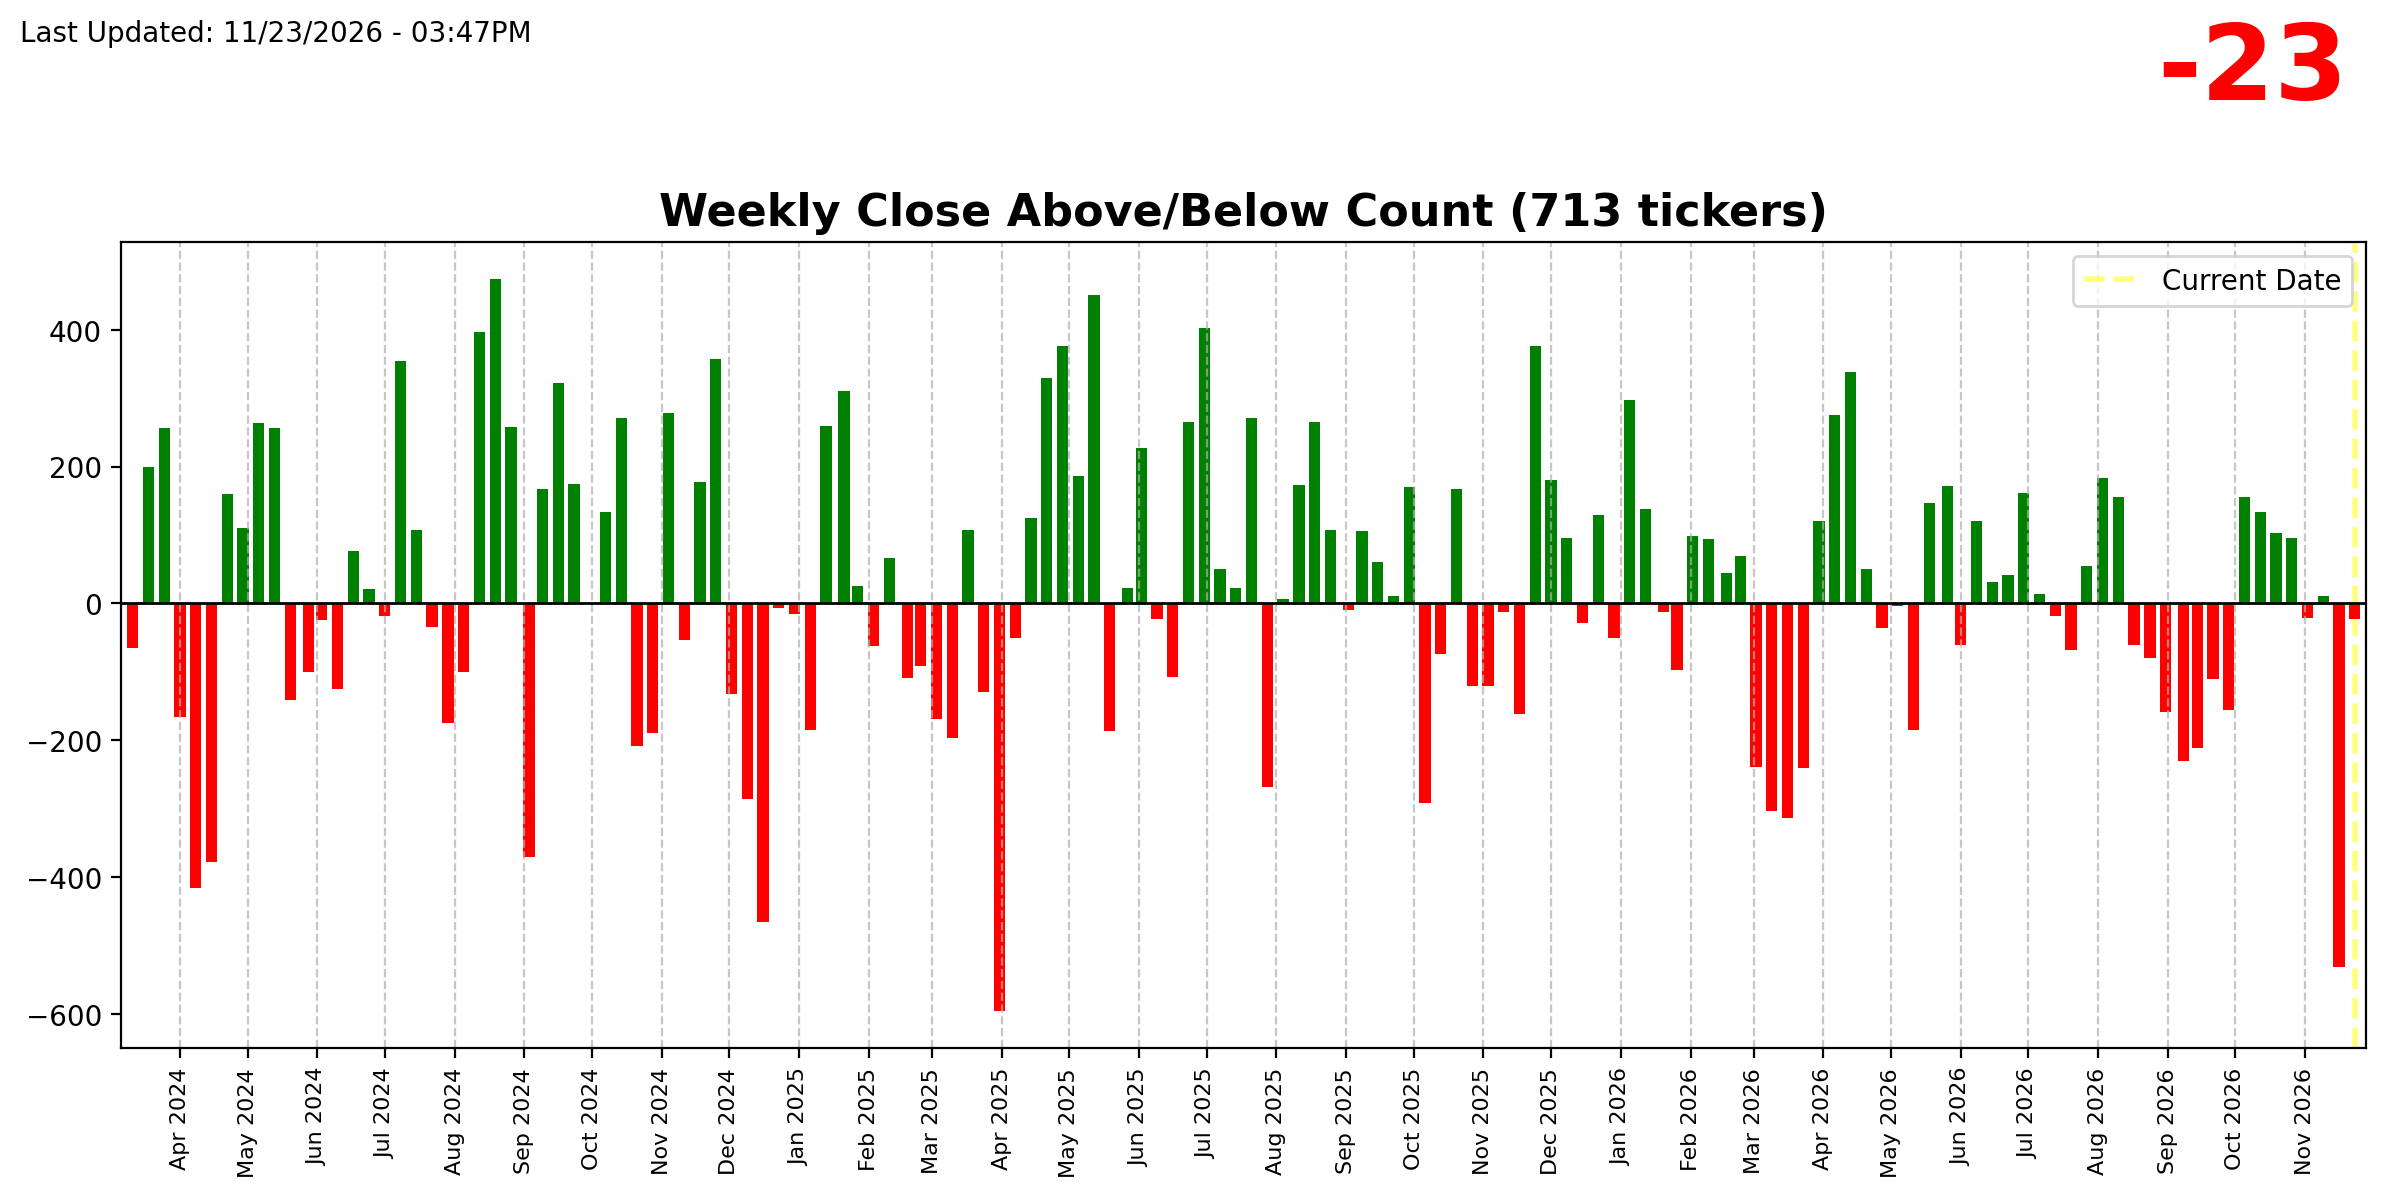 Last Updated: 11/23/2026 - 03:47PM
-23
Weekly Close Above/Below Count (713 tickers)
Current Date
400
200
0
−200
−400
−600
Apr 2024
May 2024
Jun 2024
Jul 2024
Aug 2024
Sep 2024
Oct 2024
Nov 2024
Dec 2024
Jan 2025
Feb 2025
Mar 2025
Apr 2025
May 2025
Jun 2025
Jul 2025
Aug 2025
Sep 2025
Oct 2025
Nov 2025
Dec 2025
Jan 2026
Feb 2026
Mar 2026
Apr 2026
May 2026
Jun 2026
Jul 2026
Aug 2026
Sep 2026
Oct 2026
Nov 2026